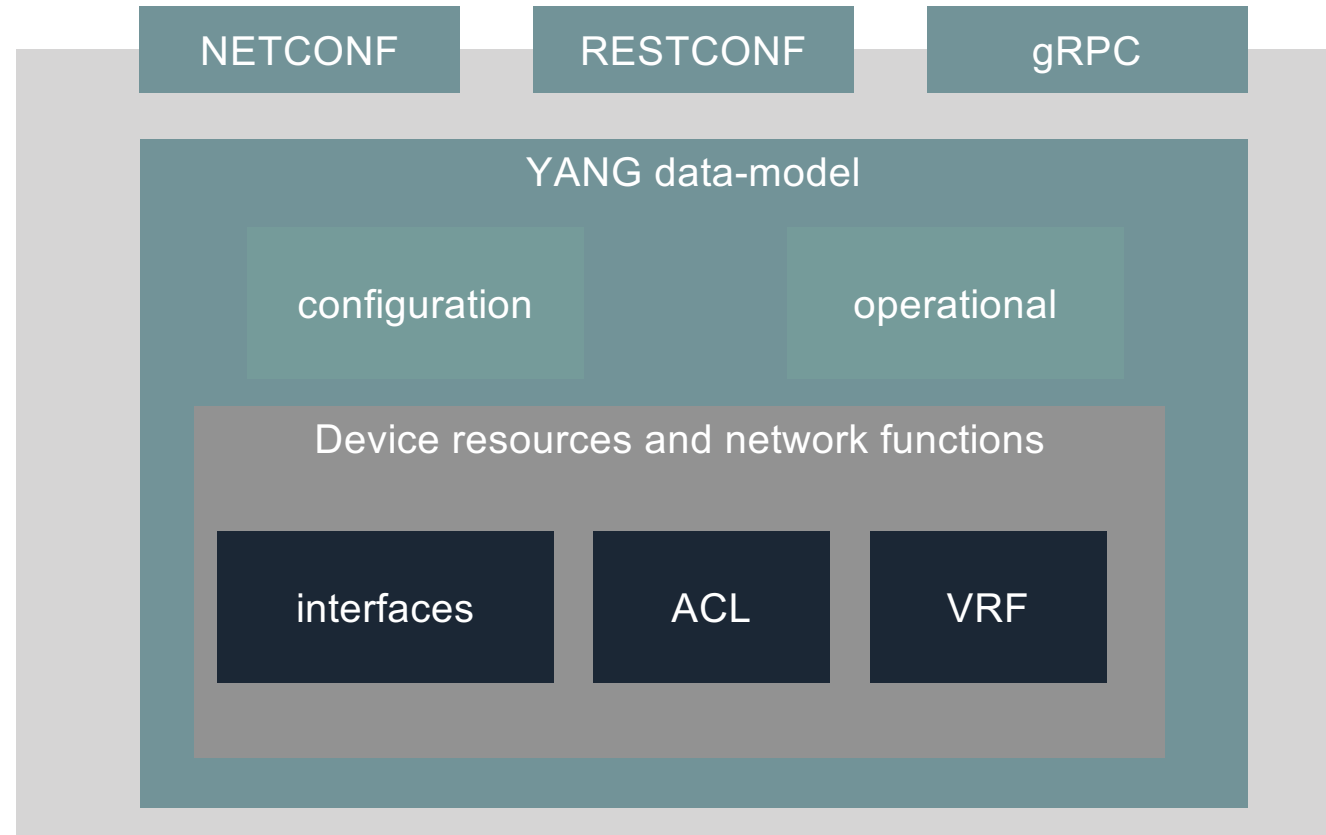 NETCONF
RESTCONF
gRPC
YANG data-model
configuration
operational
Device resources and network functions
interfaces
ACL
VRF